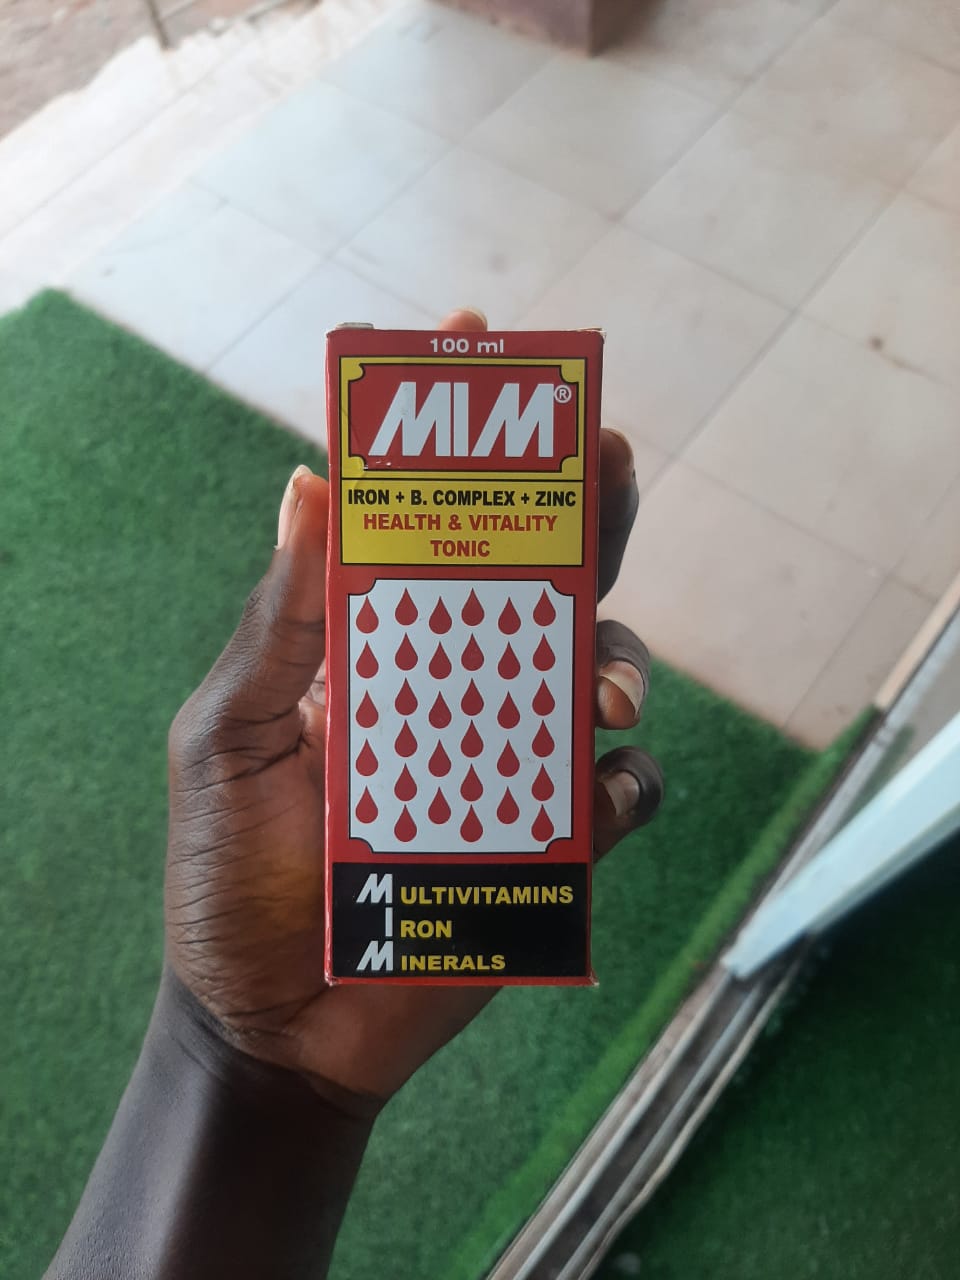 100 ml
MIM®
IRON + B. COMPLEX + ZINC
HEALTH & VITALITY
TONIC
MULTIVITAMINS
IRON
MINERALS